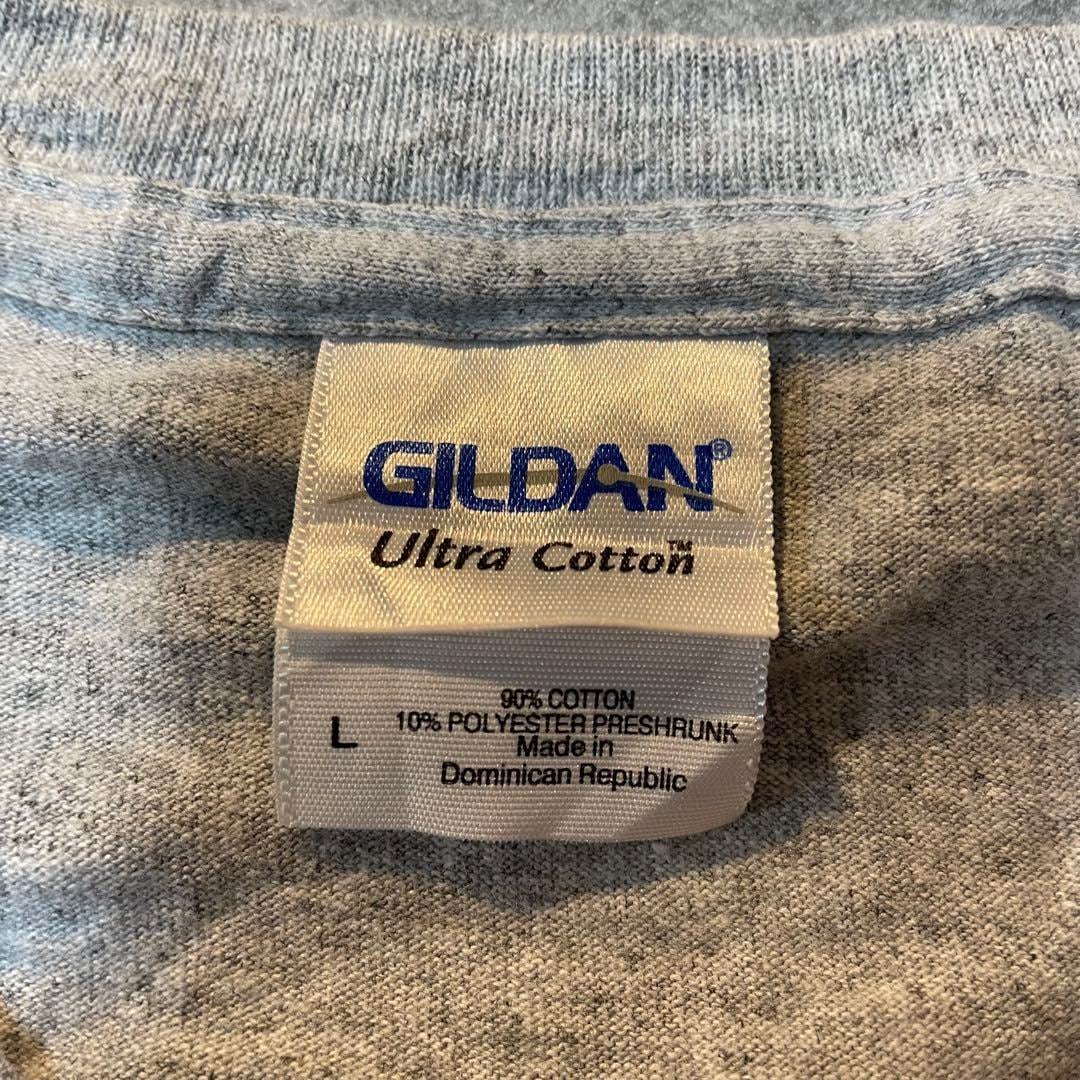 GILDAN®
Ultra Cotton™
90% COTTON
L 10% POLYESTER PRESHRUNK
Made in
Dominican Republic